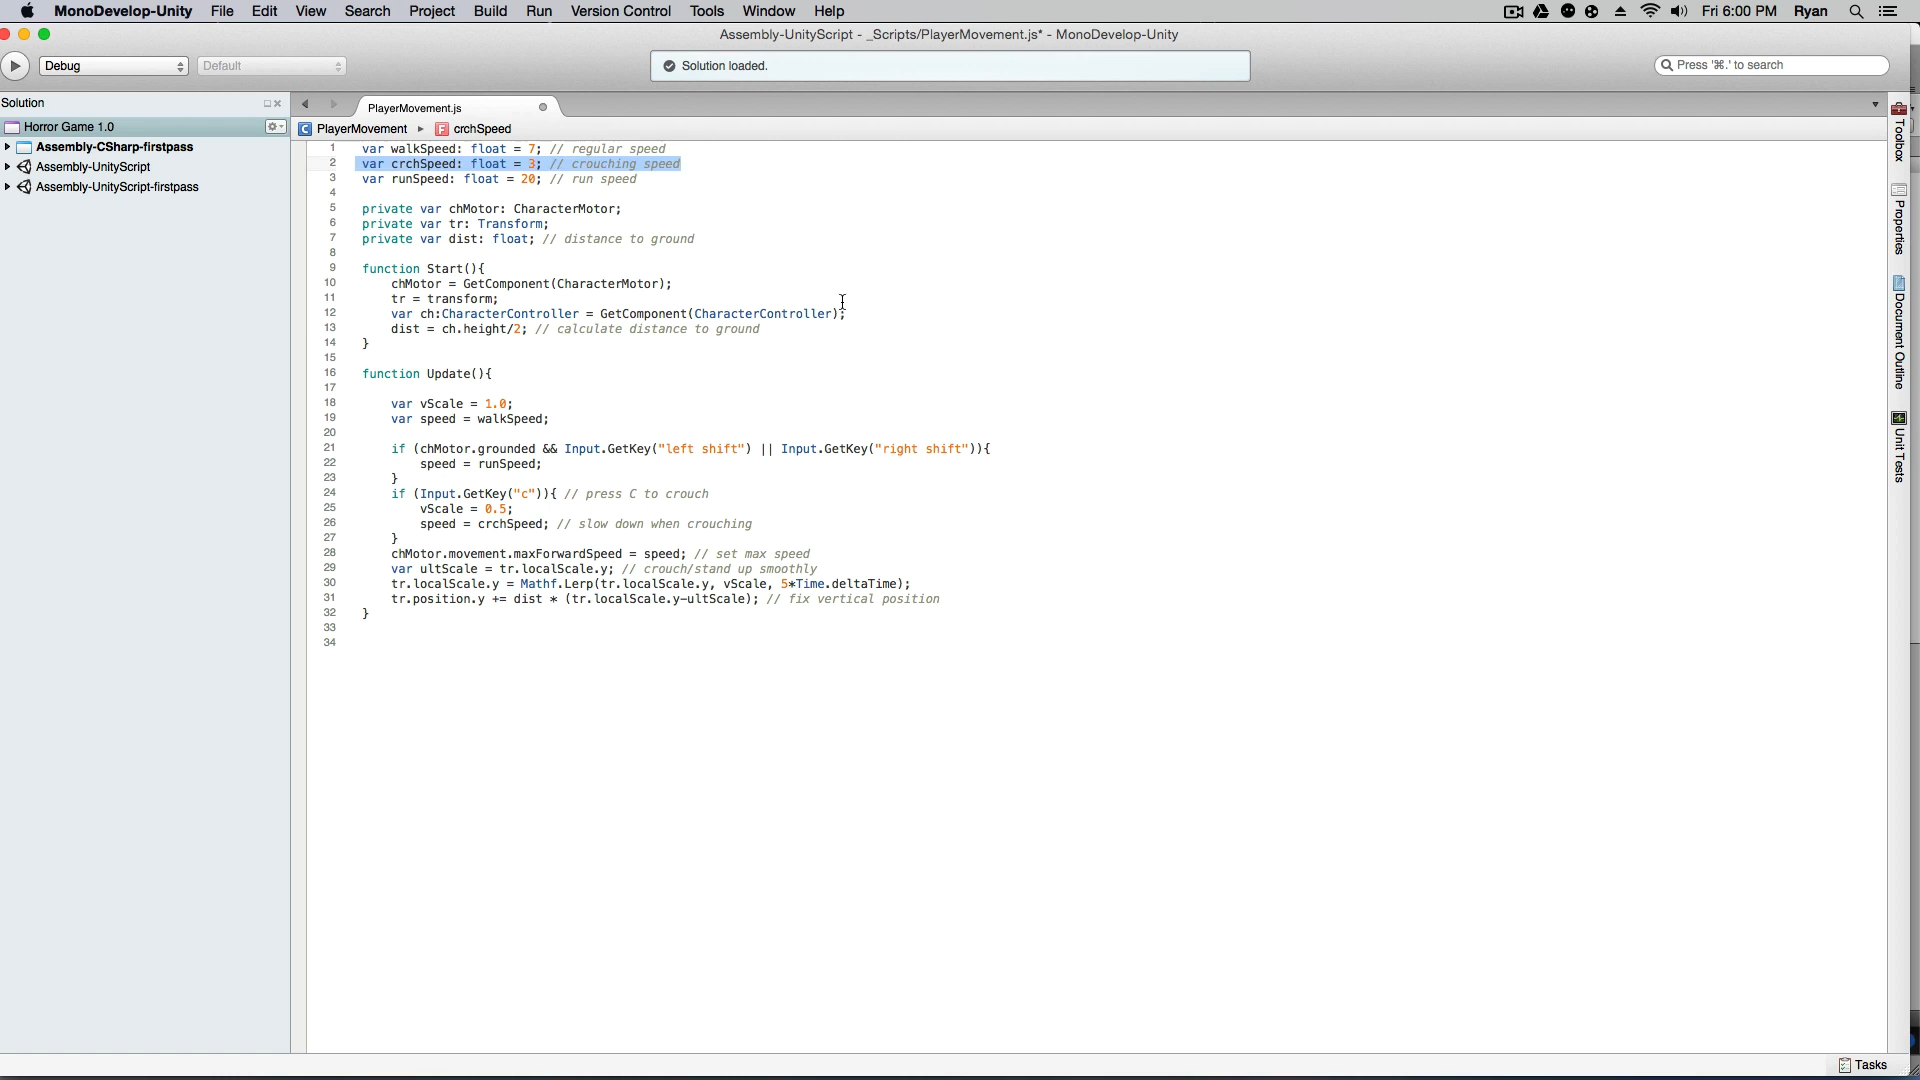 MonoDevelop-Unity File Edit View Search Project Build Run Version Control Tools Window Help Fri 6:00 PM Ryan
Assembly-UnityScript - _Scripts/PlayerMovement.js* - MonoDevelop-Unity
Debug Default Solution loaded. Press '⌘.' to search
Solution
Horror Game 1.0
Assembly-CSharp-firstpass
Assembly-UnityScript
Assembly-UnityScript-firstpass
PlayerMovement.js
C PlayerMovement F crchSpeed
1 var walkSpeed: float = 7; // regular speed
2 var crchSpeed: float = 3; // crouching speed
3 var runSpeed: float = 20; // run speed
4
5 private var chMotor: CharacterMotor;
6 private var tr: Transform;
7 private var dist: float; // distance to ground
8
9 function Start(){
10 chMotor = GetComponent(CharacterMotor);
11 tr = transform;
12 var ch:CharacterController = GetComponent(CharacterController);
13 dist = ch.height/2; // calculate distance to ground
14 }
15
16 function Update(){
17
18 var vScale = 1.0;
19 var speed = walkSpeed;
20
21 if (chMotor.grounded && Input.GetKey("left shift") || Input.GetKey("right shift")){
22 speed = runSpeed;
23 }
24 if (Input.GetKey("c")){ // press C to crouch
25 vScale = 0.5;
26 speed = crchSpeed; // slow down when crouching
27 }
28 chMotor.movement.maxForwardSpeed = speed; // set max speed
29 var ultScale = tr.localScale.y; // crouch/stand up smoothly
30 tr.localScale.y = Mathf.Lerp(tr.localScale.y, vScale, 5*Time.deltaTime);
31 tr.position.y += dist * (tr.localScale.y-ultScale); // fix vertical position
32 }
33
34
Toolbox
Properties
Document Outline
Unit Tests
Tasks